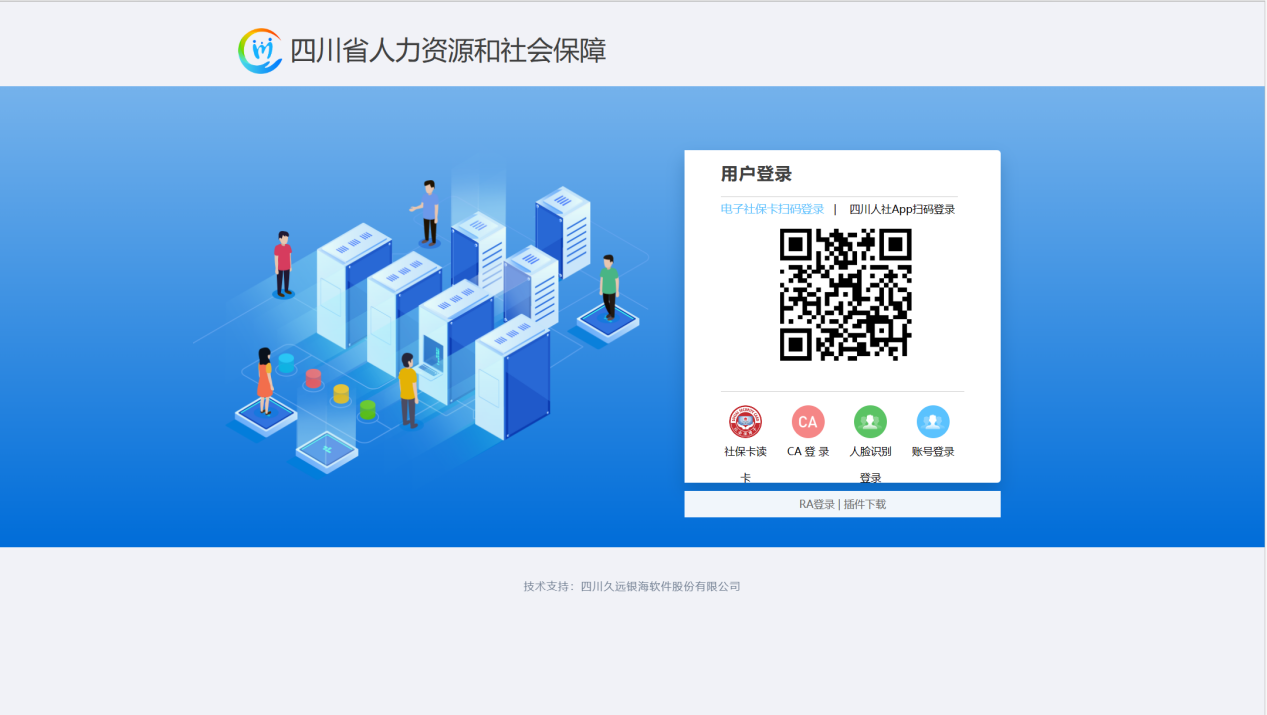 四川省人力资源和社会保障
用户登录
电子社保卡扫码登录 | 四川人社App扫码登录
CA
社保卡读卡
CA 登 录
人脸识别登录
账号登录
RA登录 | 插件下载
技术支持：四川久远银海软件股份有限公司